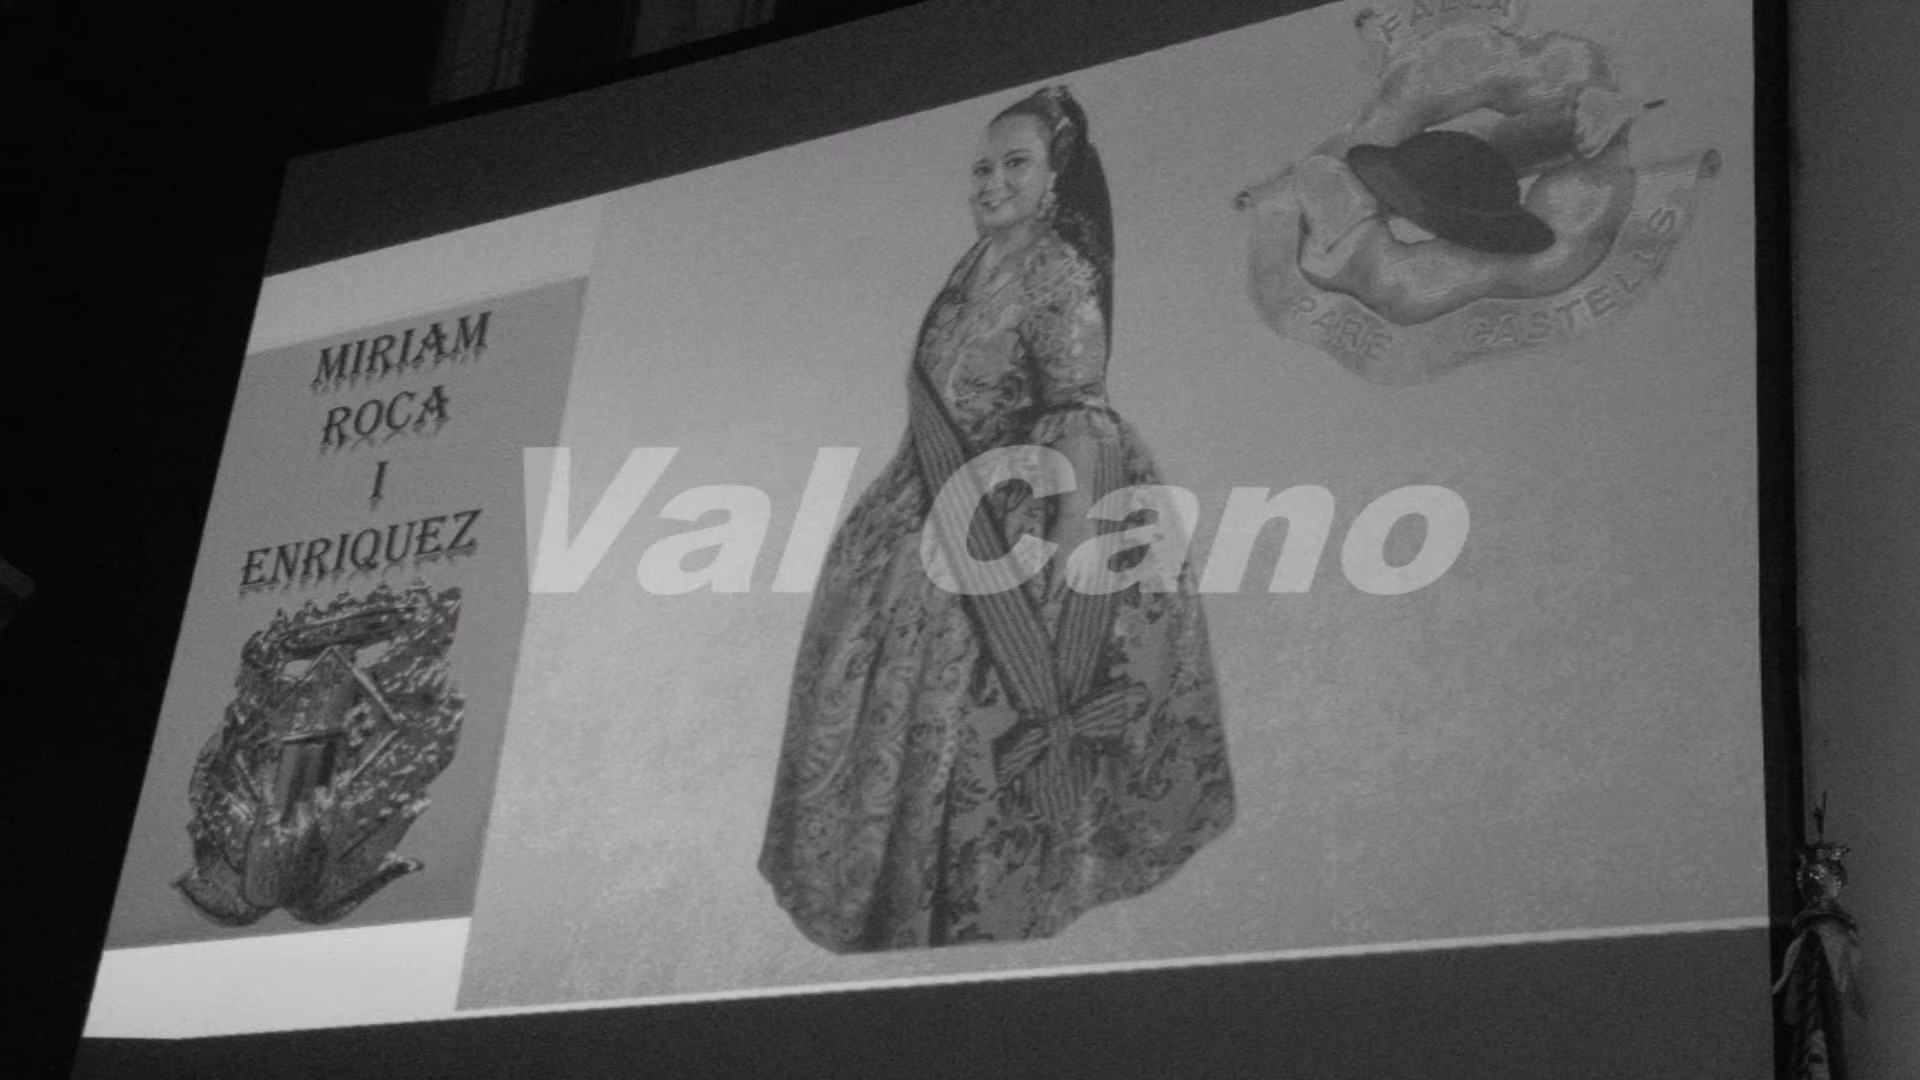 MIRIAM
ROCA
I
ENRIQUEZ
Val Cano
FALLA
PARE CASTELLS